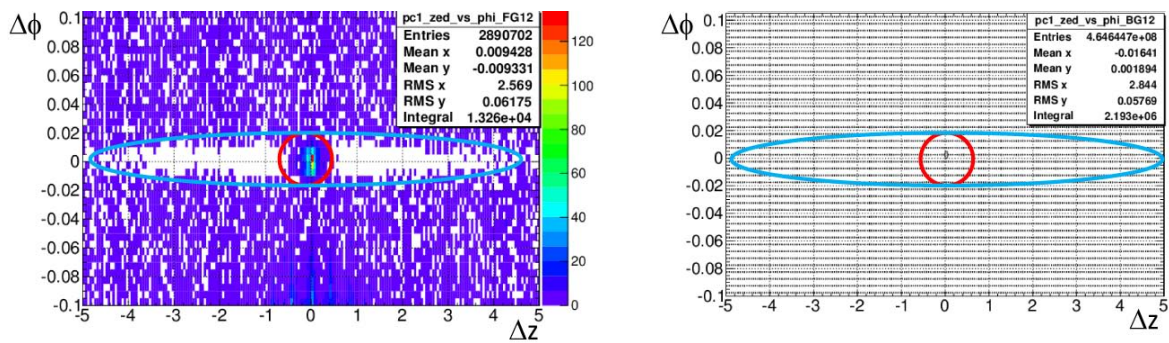 Δϕ
pc1_zed_vs_phi_FG12
Entries 2890702
Mean x 0.009428
Mean y -0.009331
RMS x 2.569
RMS y 0.06175
Integral 1.326e+04
0.1
0.08
0.06
0.04
0.02
0
-0.02
-0.04
-0.06
-0.08
-0.1
-5 -4 -3 -2 -1 0 1 2 3 4 5
Δz
120
100
80
60
40
20
0
Δϕ
pc1_zed_vs_phi_BG12
Entries 4.646447e+08
Mean x -0.01641
Mean y 0.001894
RMS x 2.844
RMS y 0.05769
Integral 2.193e+06
0.1
0.08
0.06
0.04
0.02
0
-0.02
-0.04
-0.06
-0.08
-0.1
-5 -4 -3 -2 -1 0 1 2 3 4 5
Δz